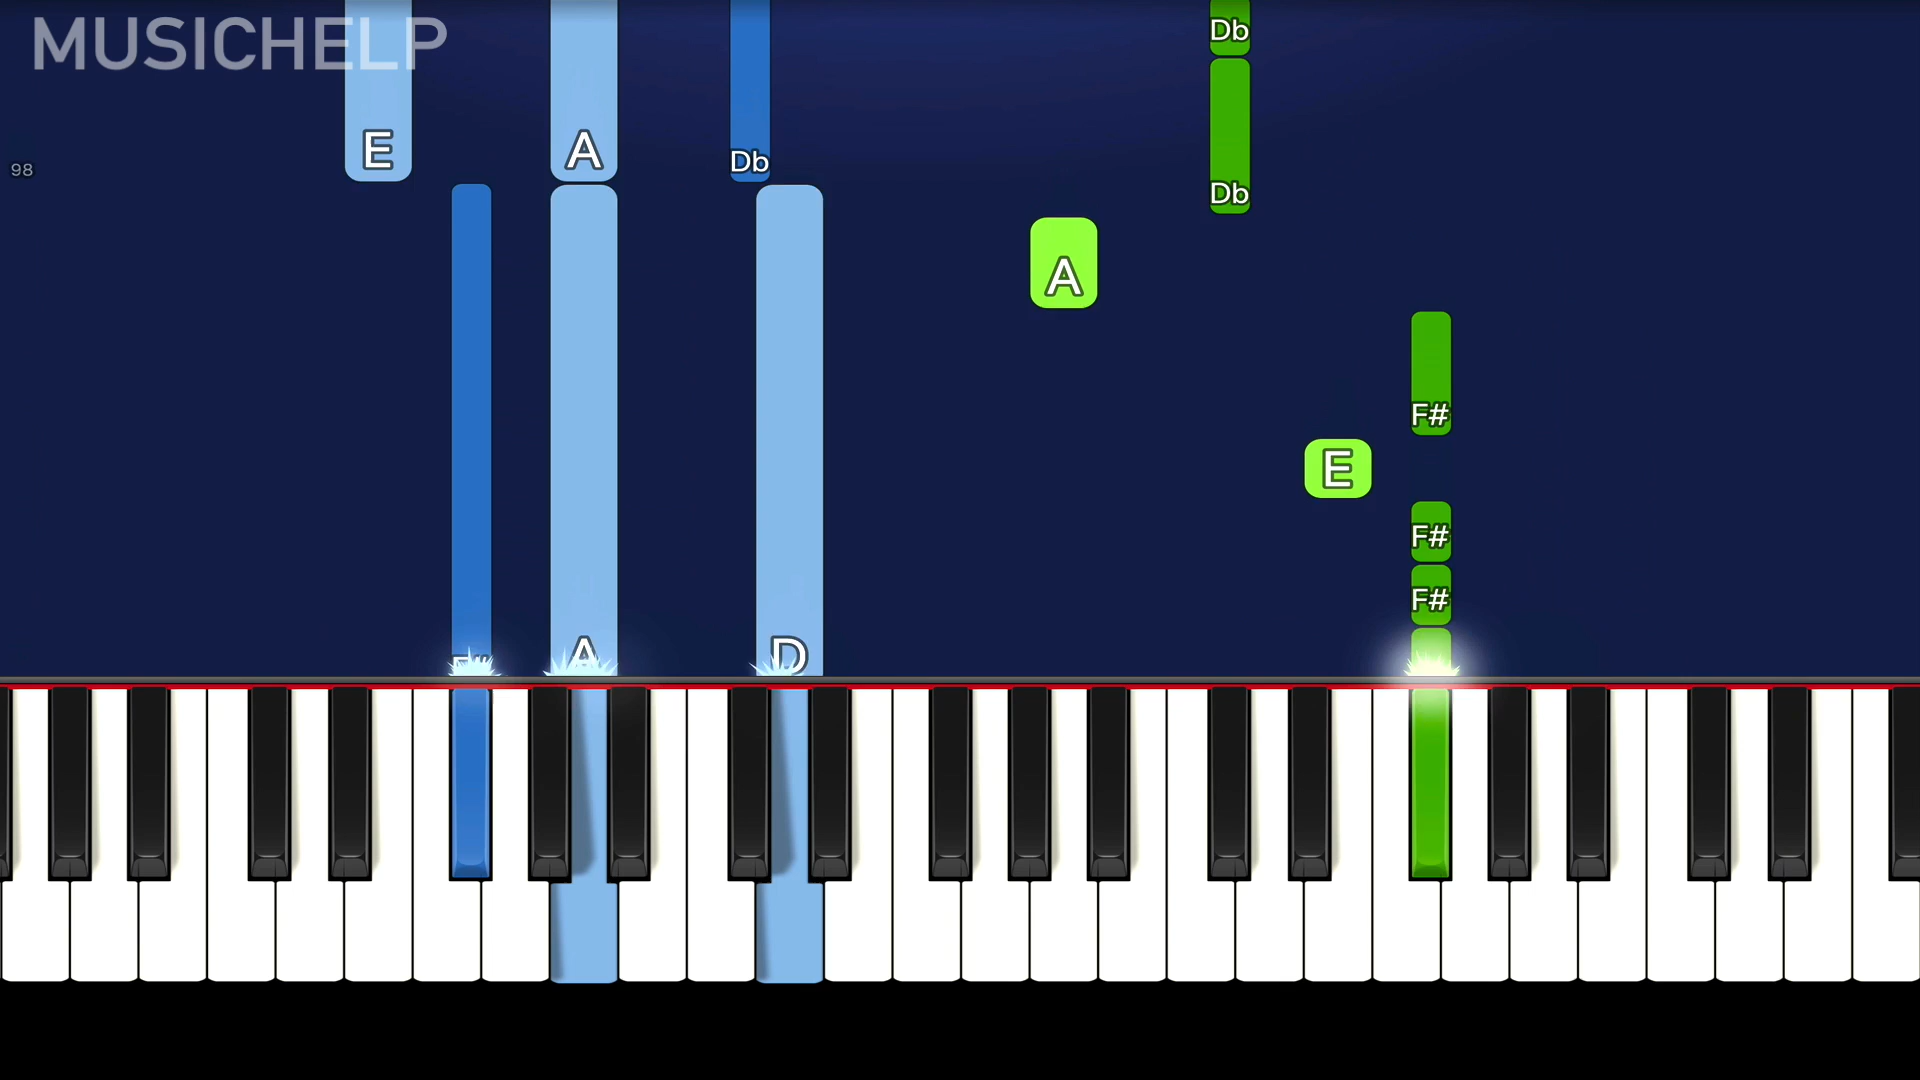 MUSICHELP
Db
E A Db
98
Db
A
F#
E
F#
F#
A D